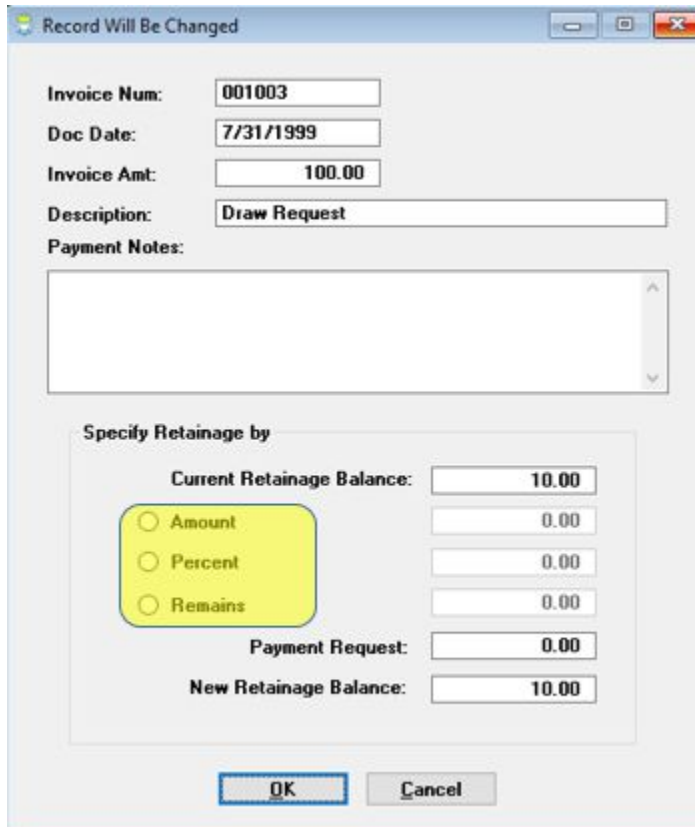 Record Will Be Changed
Invoice Num: 001003
Doc Date: 7/31/1999
Invoice Amt: 100.00
Description: Draw Request
Payment Notes:
Specify Retainage by
Current Retainage Balance: 10.00
Amount 0.00
Percent 0.00
Remains 0.00
Payment Request: 0.00
New Retainage Balance: 10.00
OK Cancel